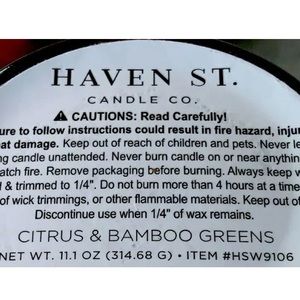 HAVEN ST.
CANDLE CO.
⚠ CAUTIONS: Read Carefully!
ure to follow instructions could result in fire hazard, injur
eat damage. Keep out of reach of children and pets. Never le
ing candle unattended. Never burn candle on or near anythin
atch fire. Remove packaging before burning. Always keep w
d & trimmed to 1/4". Do not burn more than 4 hours at a time
of wick trimmings, or other flammable materials. Keep out of
Discontinue use when 1/4" of wax remains.
CITRUS & BAMBOO GREENS
NET WT. 11.1 OZ (314.68 G) • ITEM #HSW9106